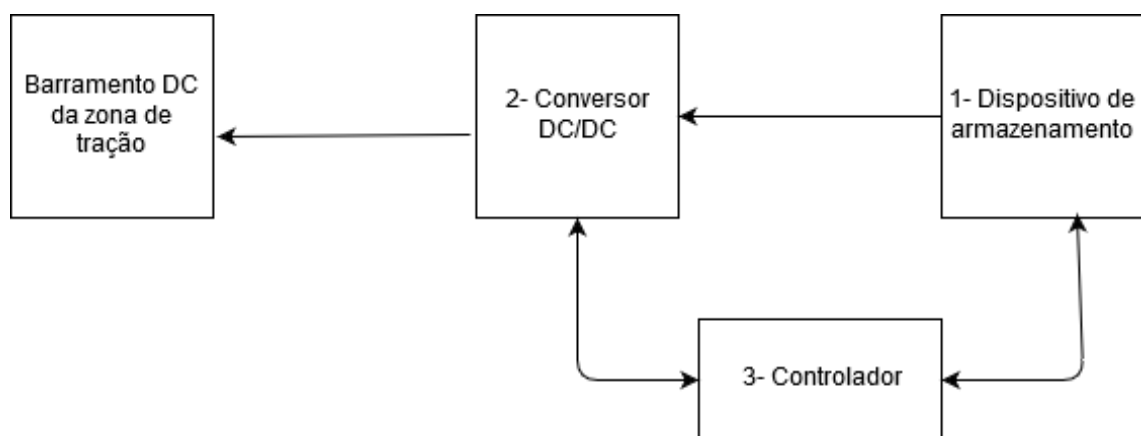 Barramento DC
da zona de
tração
2- Conversor
DC/DC
1- Dispositivo de
armazenamento
3- Controlador